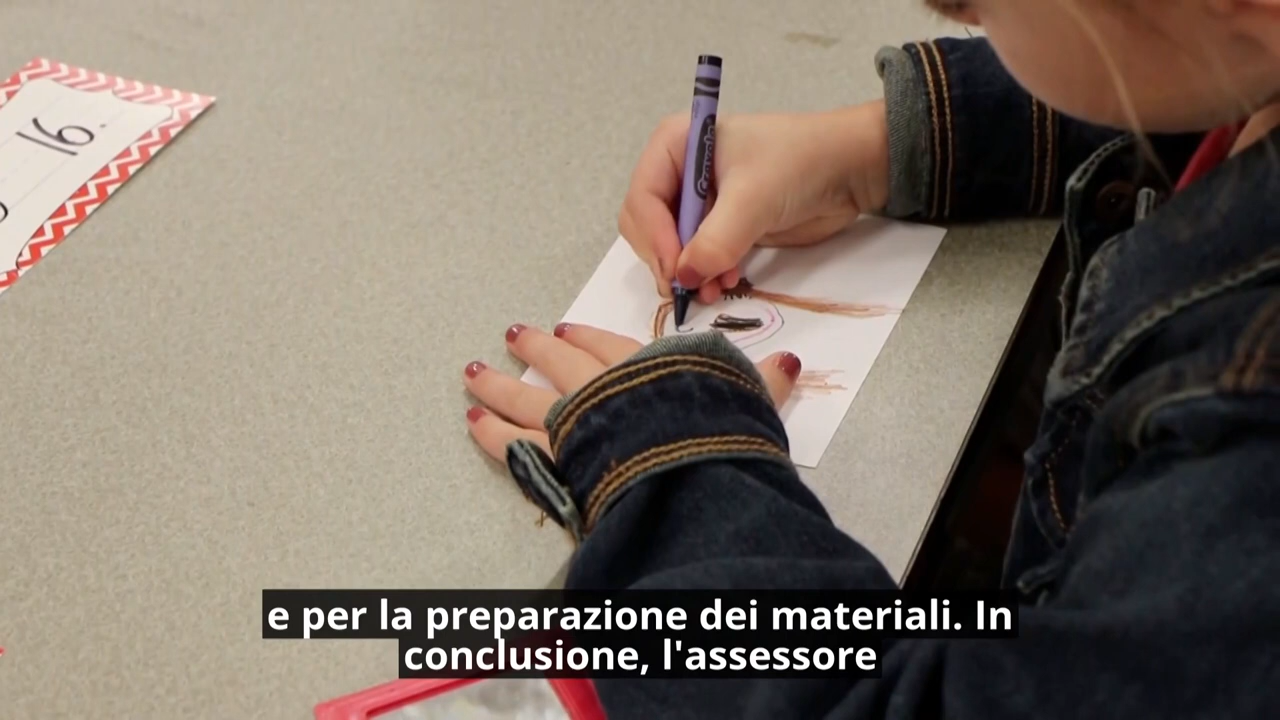 16.
Crayola
e per la preparazione dei materiali. In
conclusione, l'assessore